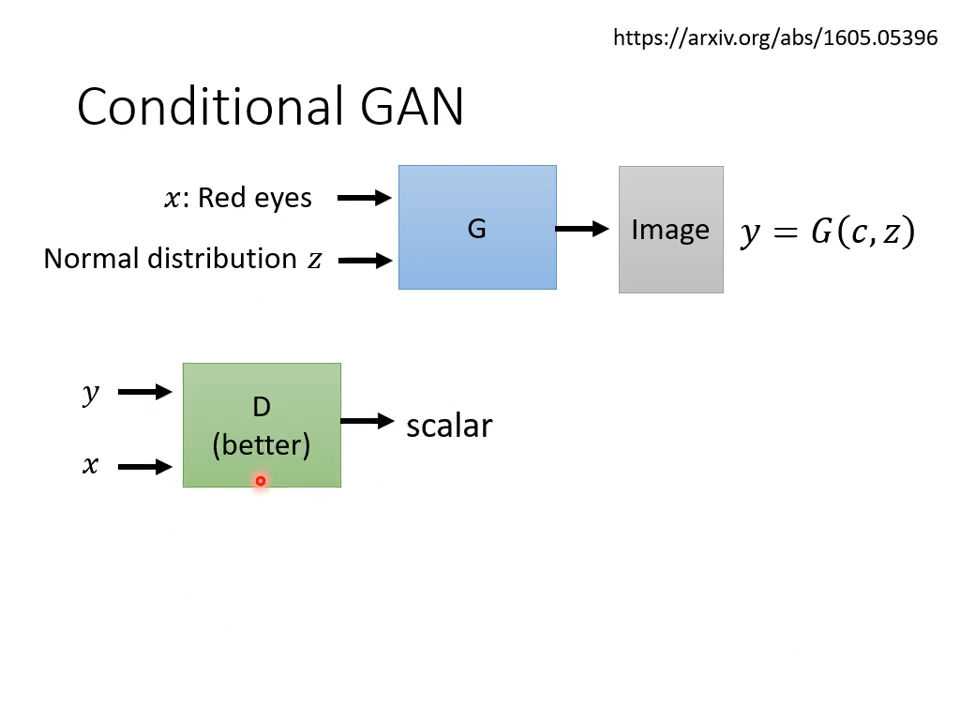 https://arxiv.org/abs/1605.05396
Conditional GAN
x: Red eyes
Normal distribution z
G
Image
y = G(c, z)
y
x
D
(better)
scalar